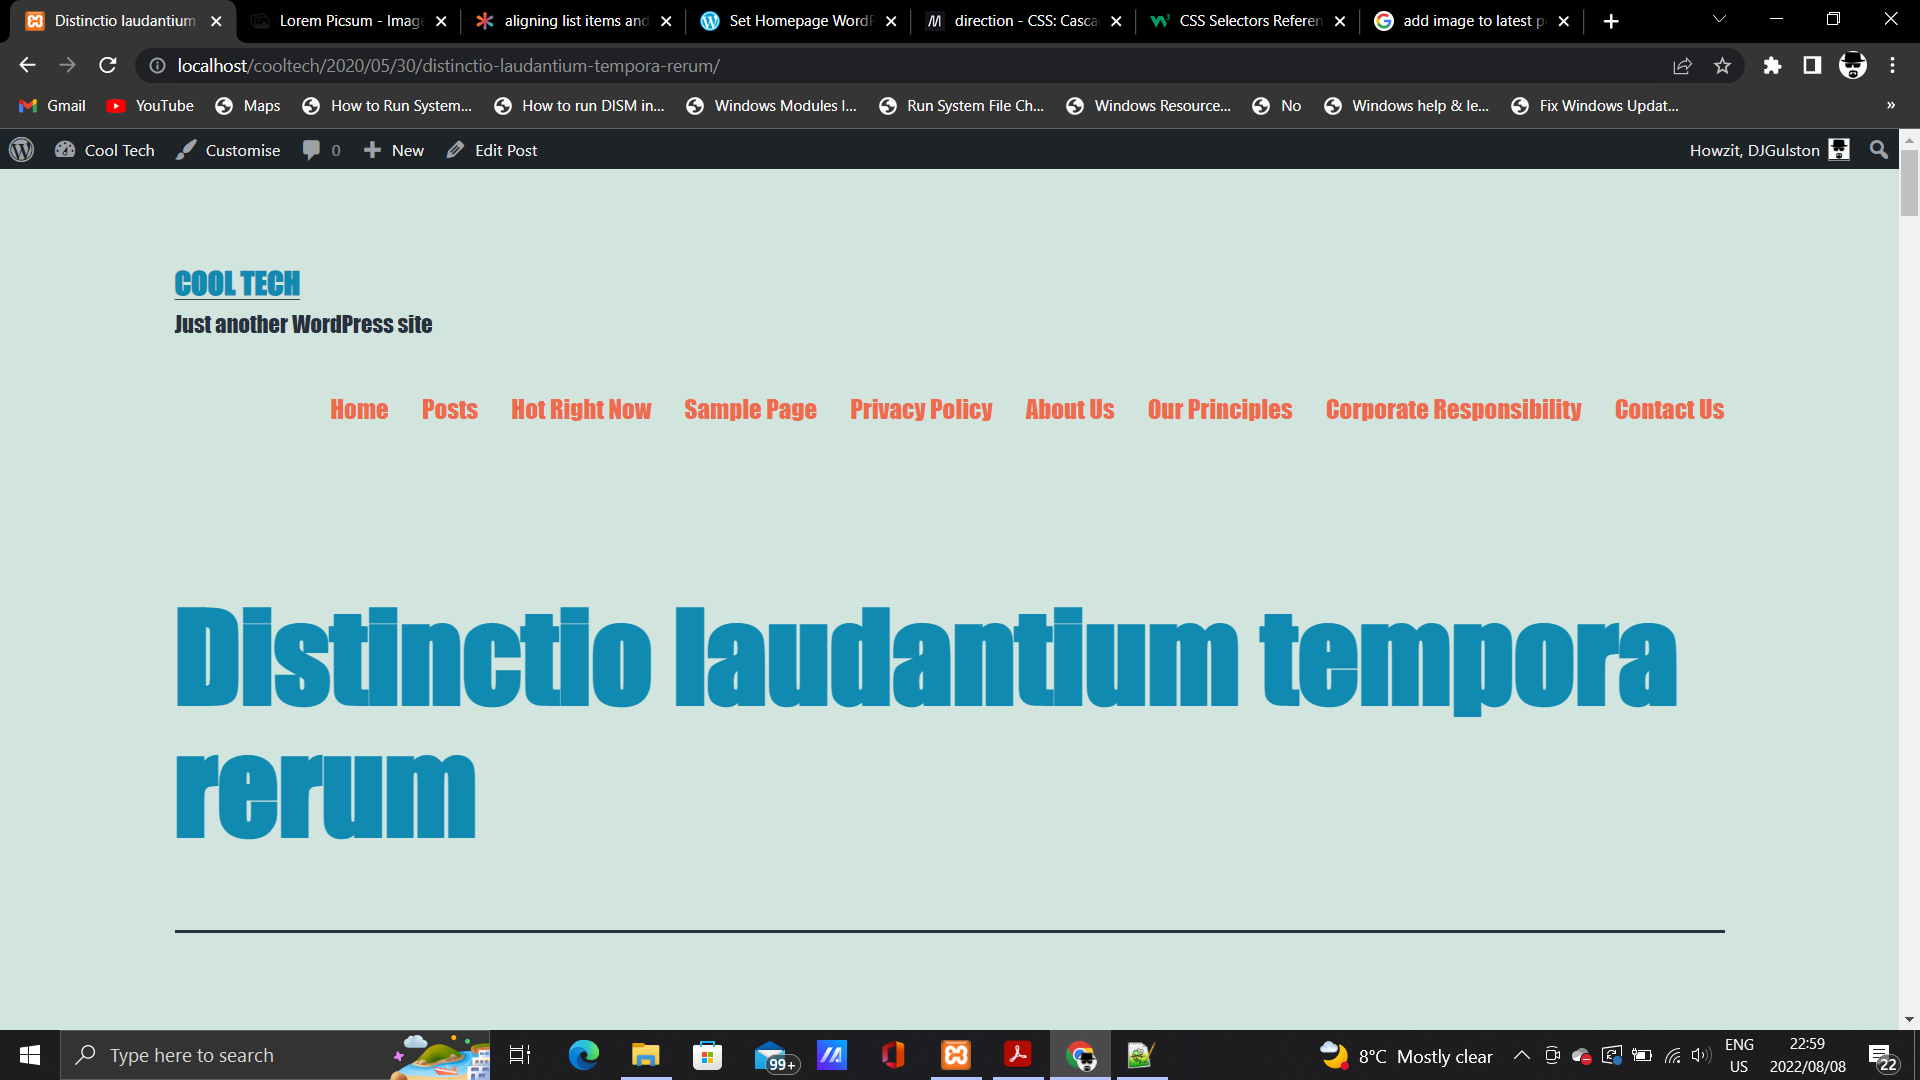 Distinctio laudantium
Lorem Picsum - Image
aligning list items and
Set Homepage WordP
direction - CSS: Casca
CSS Selectors Referen
add image to latest p
localhost/cooltech/2020/05/30/distinctio-laudantium-tempora-rerum/
Gmail YouTube Maps How to Run System... How to run DISM in... Windows Modules I... Run System File Ch... Windows Resource... No Windows help & le... Fix Windows Updat... »
Cool Tech Customise 0 New Edit Post Howzit, DJGulston
COOL TECH
Just another WordPress site
Home Posts Hot Right Now Sample Page Privacy Policy About Us Our Principles Corporate Responsibility Contact Us
Distinctio laudantium tempora
rerum
Type here to search
99+
8°C Mostly clear
ENG
US
22:59
2022/08/08
22